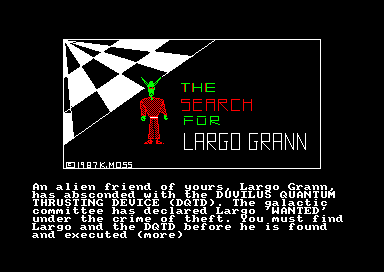 THE
SEARCH
FOR
LARGO GRANN
©1987 K.MOSS
An alien friend of yours, Largo Grann,
has absconded with the DUVILUS QUANTUM
THRUSTING DEVICE (DQTD). The galactic
committee has declared Largo 'WANTED'
under the crime of theft. You must find
Largo and the DQTD before he is found
and executed (more)